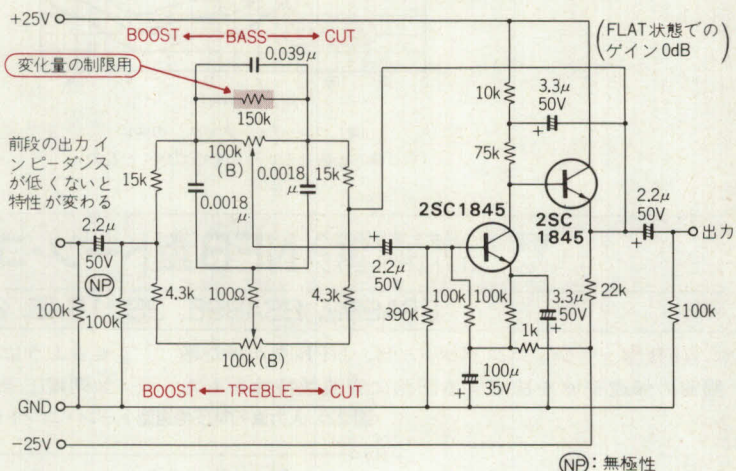 +25V
BOOST ← BASS → CUT
0.039μ
変化量の制限用
150k
100k
(B)
15k
15k
0.0018
μ
0.0018
μ
前段の出力イ
ンピーダンス
が低くないと
特性が変わる
2.2μ
50V
NP
100k
100k
4.3k
100Ω
4.3k
100k(B)
BOOST ← TREBLE → CUT
GND
−25V
(FLAT状態での
ゲイン0dB)
10k
3.3μ
50V
+
75k
2SC1845
2SC
1845
+
2.2μ
50V
390k
100k
100k
3.3μ
50V
+
1k
+
100μ
35V
22k
2.2μ
50V
+
出力
100k
NP:無極性